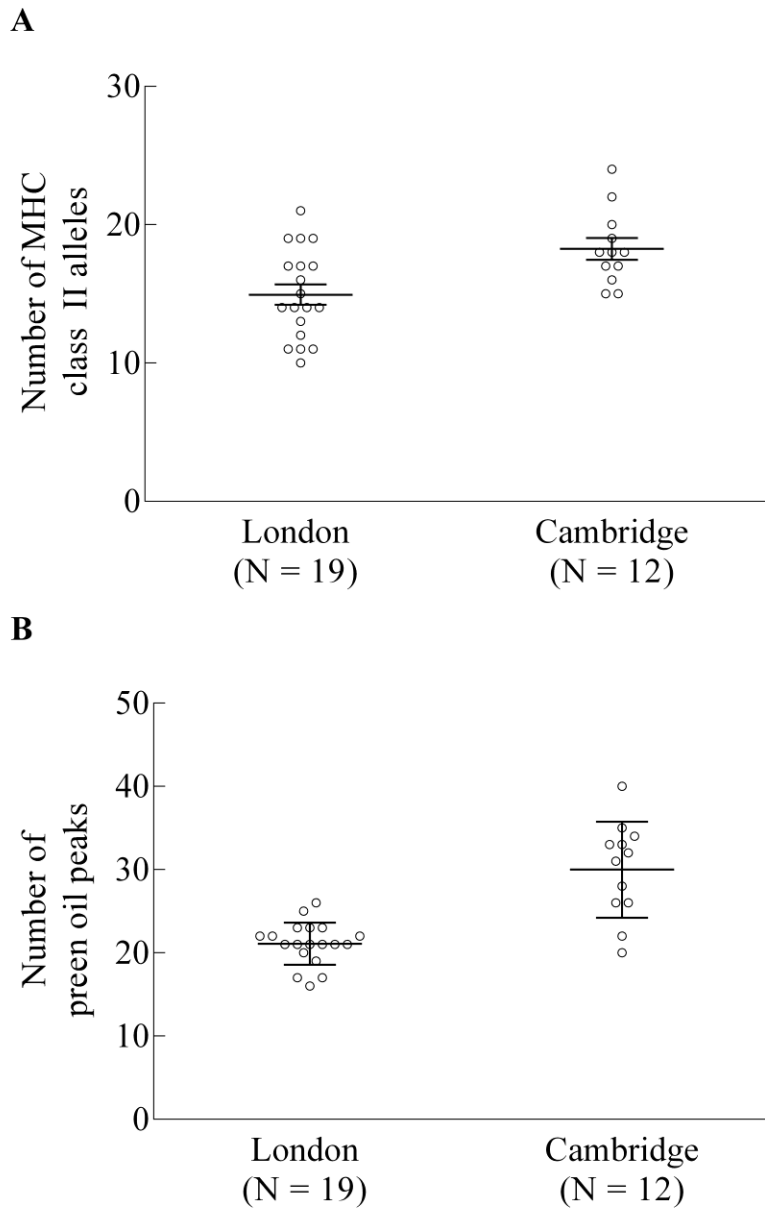 A
30
20
10
0
Number of MHC
class II alleles
London
(N = 19)
Cambridge
(N = 12)
B
50
40
30
20
10
0
Number of
preen oil peaks
London
(N = 19)
Cambridge
(N = 12)